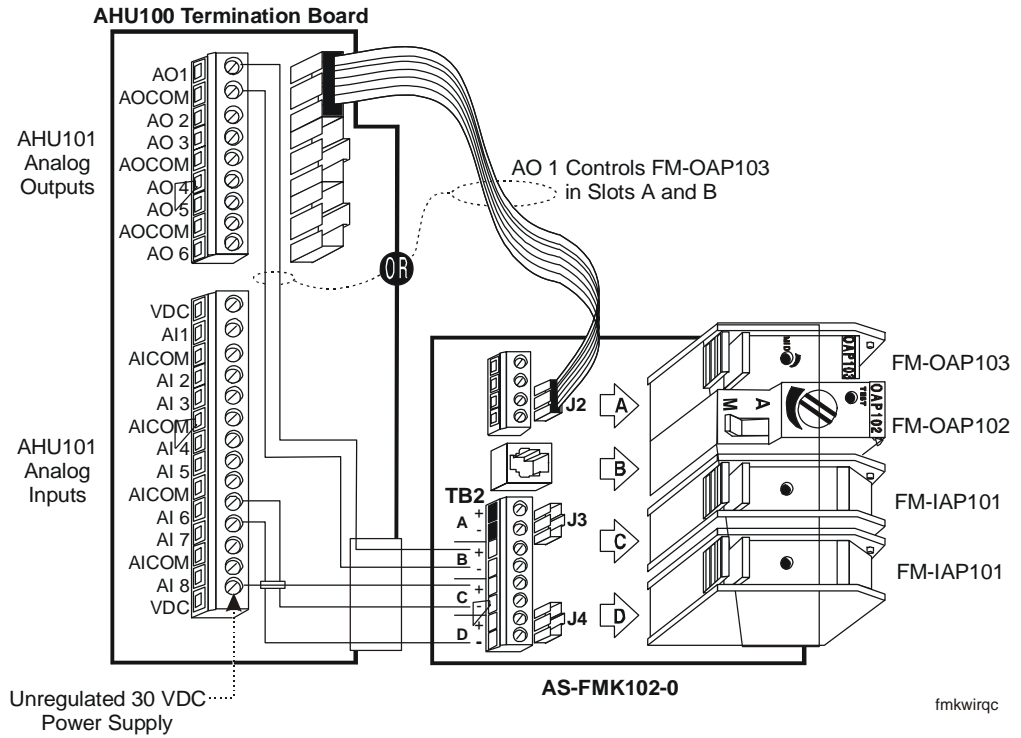 AHU100 Termination Board
AHU101
Analog
Outputs
AO1
AOCOM
AO 2
AO 3
AOCOM
AO 4
AO 5
AOCOM
AO 6
AO 1 Controls FM-OAP103
in Slots A and B
OR
AHU101
Analog
Inputs
VDC
AI1
AICOM
AI 2
AI 3
AICOM
AI 4
AI 5
AICOM
AI 6
AI 7
AICOM
AI 8
VDC
Unregulated 30 VDC
Power Supply
J2
TB2
A + -
B + -
C + -
D + -
J3
J4
A
B
C
D
MID
OAP103
M A
TEST
OAP102
FM-OAP103
FM-OAP102
FM-IAP101
FM-IAP101
AS-FMK102-0
fmkwirqc